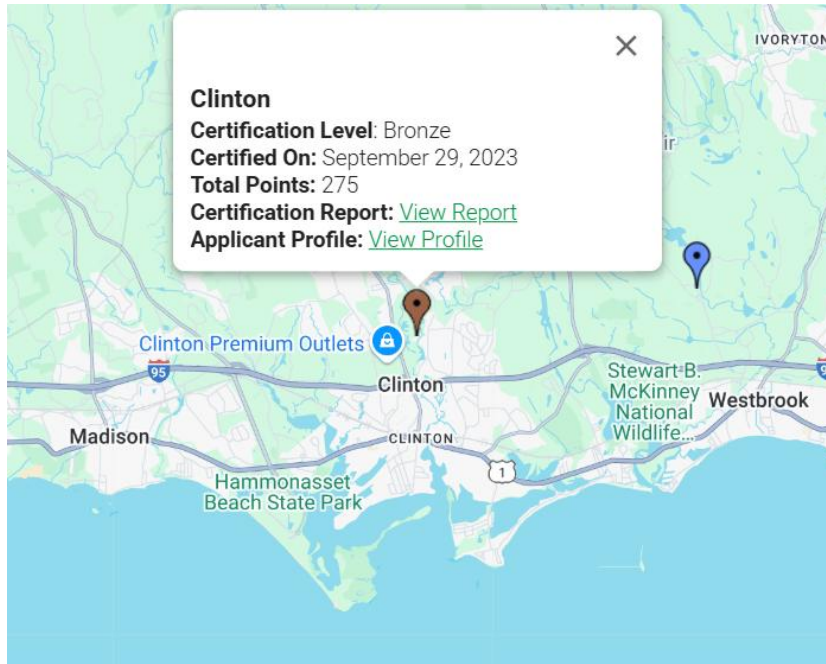 IVORYTON
Clinton
Certification Level: Bronze
Certified On: September 29, 2023
Total Points: 275
Certification Report: View Report
Applicant Profile: View Profile
ir
Clinton Premium Outlets
95
Clinton
Stewart B.
McKinney
National
Wildlife...
Westbrook
Madison
CLINTON
1
Hammonasset
Beach State Park